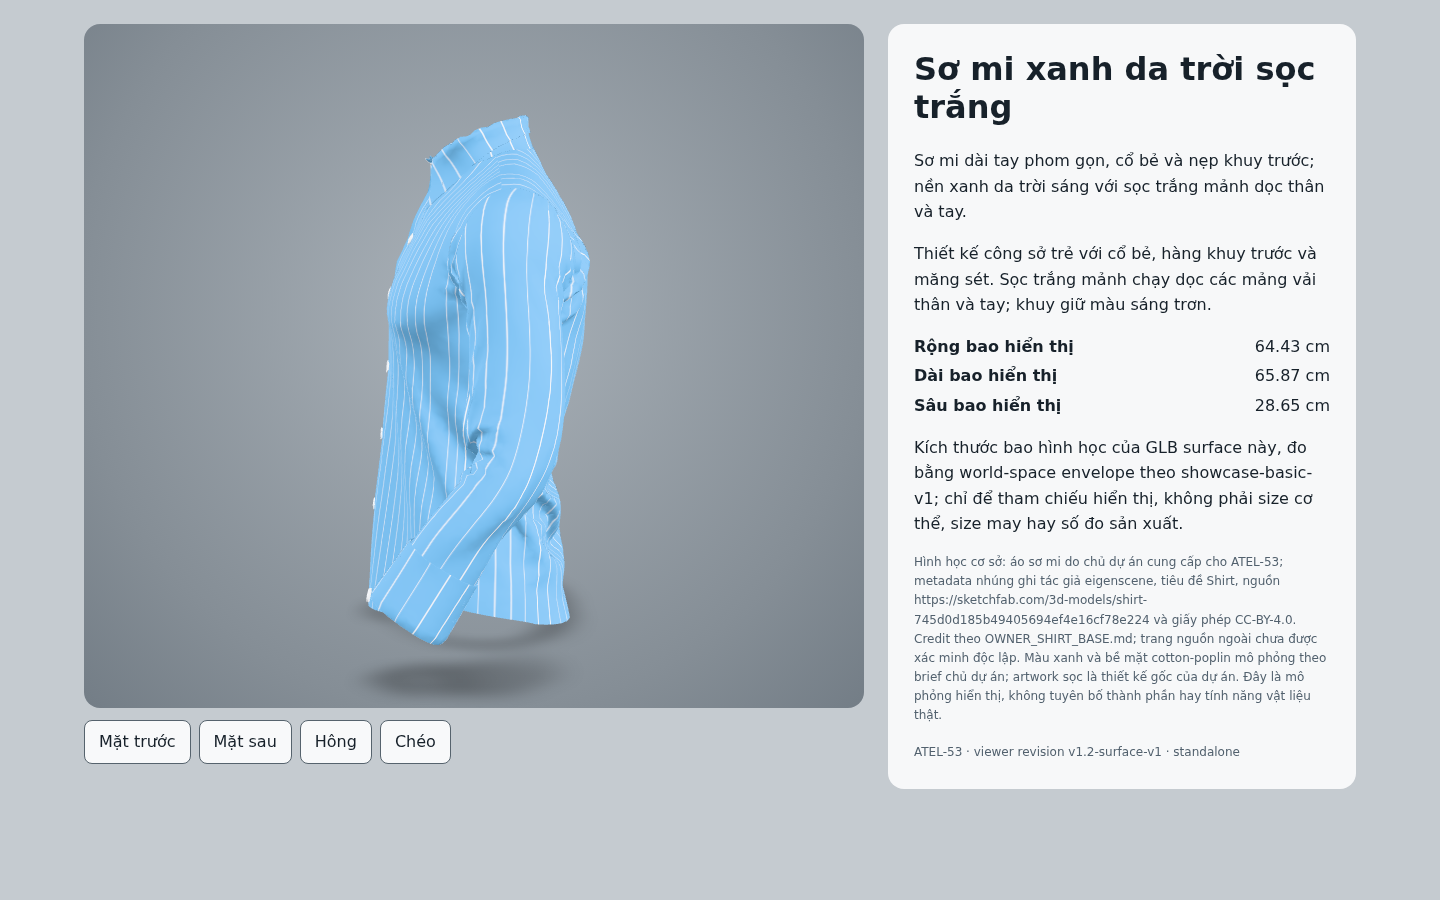 Sơ mi xanh da trời sọc
trắng
Sơ mi dài tay phom gọn, cổ bẻ và nẹp khuy trước;
nền xanh da trời sáng với sọc trắng mảnh dọc thân
và tay.
Thiết kế công sở trẻ với cổ bẻ, hàng khuy trước và
măng sét. Sọc trắng mảnh chạy dọc các mảng vải
thân và tay; khuy giữ màu sáng trơn.
Rộng bao hiển thị 64.43 cm
Dài bao hiển thị 65.87 cm
Sâu bao hiển thị 28.65 cm
Kích thước bao hình học của GLB surface này, đo
bằng world-space envelope theo showcase-basic-
v1; chỉ để tham chiếu hiển thị, không phải size cơ
thể, size may hay số đo sản xuất.
Hình học cơ sở: áo sơ mi do chủ dự án cung cấp cho ATEL-53;
metadata nhúng ghi tác giả eigenscene, tiêu đề Shirt, nguồn
https://sketchfab.com/3d-models/shirt-
745d0d185b49405694ef4e16cf78e224 và giấy phép CC-BY-4.0.
Credit theo OWNER_SHIRT_BASE.md; trang nguồn ngoài chưa được
xác minh độc lập. Màu xanh và bề mặt cotton-poplin mô phỏng theo
brief chủ dự án; artwork sọc là thiết kế gốc của dự án. Đây là mô
phỏng hiển thị, không tuyên bố thành phần hay tính năng vật liệu
thật.
ATEL-53 · viewer revision v1.2-surface-v1 · standalone
Mặt trước
Mặt sau
Hông
Chéo